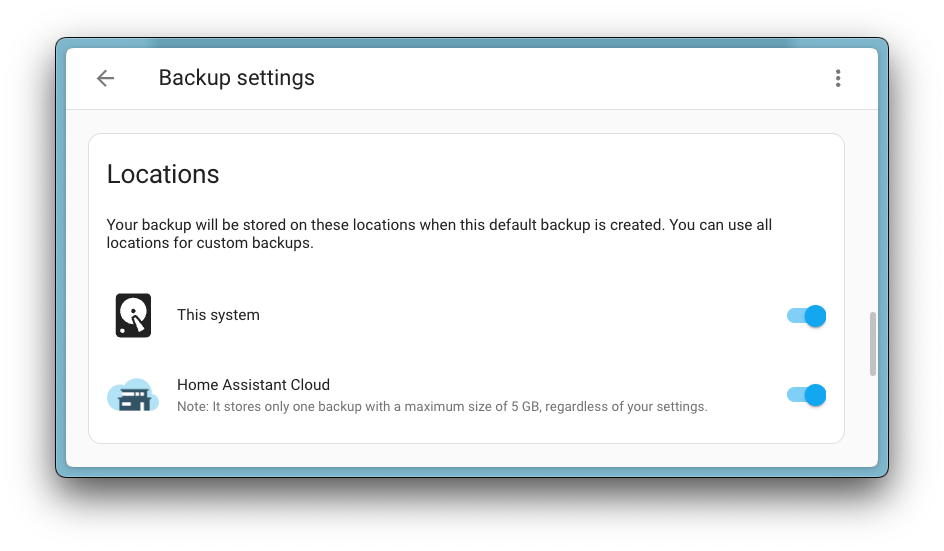 Backup settings
Locations
Your backup will be stored on these locations when this default backup is created. You can use all
locations for custom backups.
This system
Home Assistant Cloud
Note: It stores only one backup with a maximum size of 5 GB, regardless of your settings.